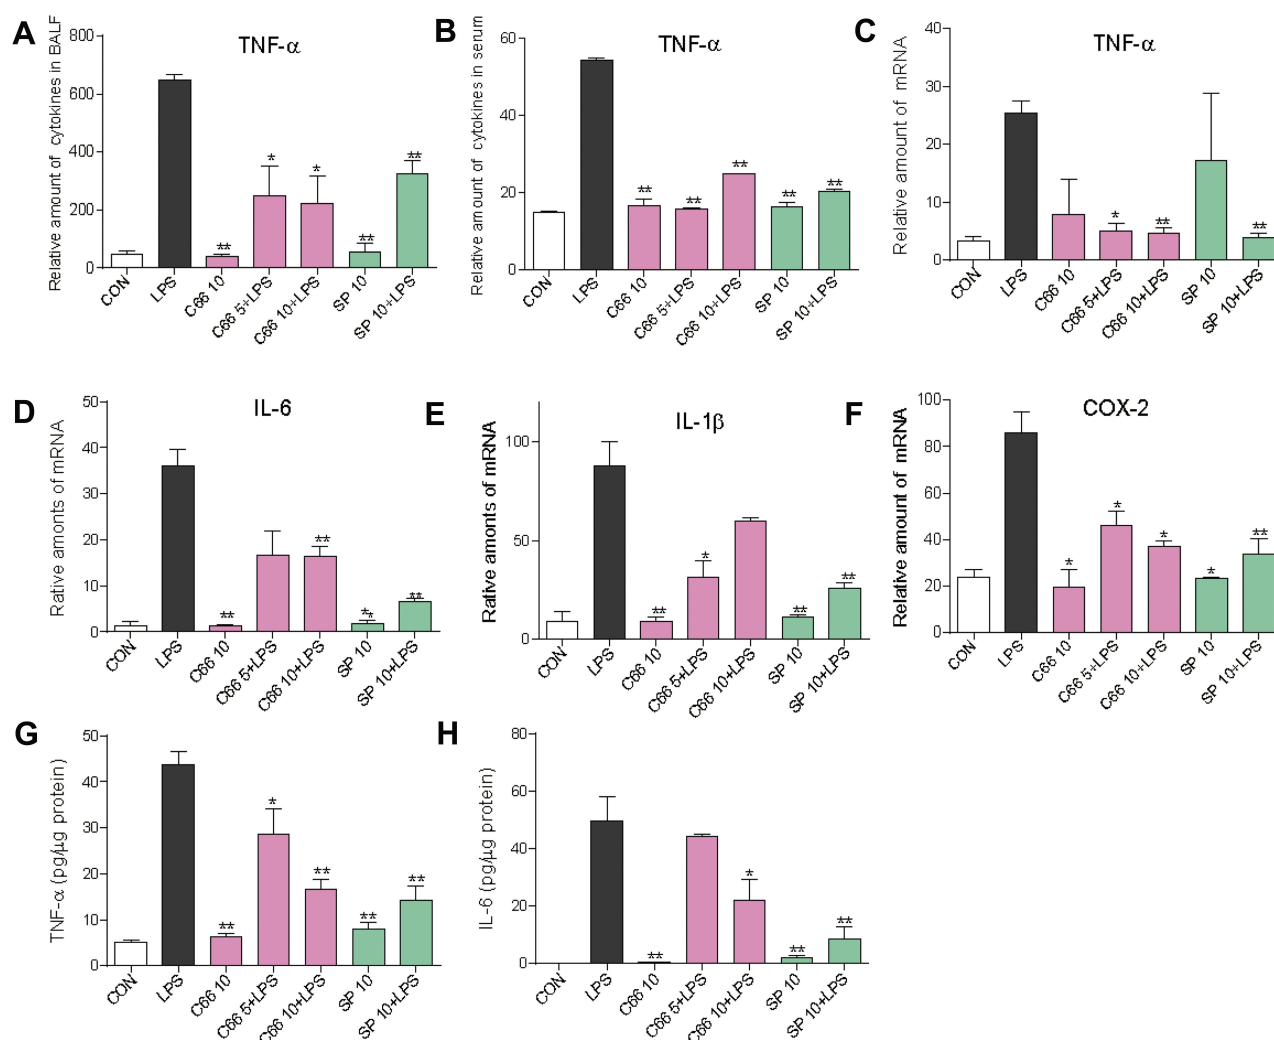 A
TNF-α
Relative amount of cytokines in BALF
800
600
400
200
0
*
*
**
**
**
CON
LPS
C66 10
C66 5+LPS
C66 10+LPS
SP 10
SP 10+LPS
B
TNF-α
Relative amount of cytokines in serum
60
40
20
0
**
**
**
**
**
CON
LPS
C66 10
C66 5+LPS
C66 10+LPS
SP 10
SP 10+LPS
C
TNF-α
Relative amount of mRNA
40
30
20
10
0
*
**
**
CON
LPS
C66 10
C66 5+LPS
C66 10+LPS
SP 10
SP 10+LPS
D
IL-6
Rative amonts of mRNA
50
40
30
20
10
0
**
**
**
**
CON
LPS
C66 10
C66 5+LPS
C66 10+LPS
SP 10
SP 10+LPS
E
IL-1β
Rative amonts of mRNA
100
50
0
**
*
**
**
CON
LPS
C66 10
C66 5+LPS
C66 10+LPS
SP 10
SP 10+LPS
F
COX-2
Relative amount of mRNA
100
80
60
40
20
0
*
*
*
*
**
CON
LPS
C66 10
C66 5+LPS
C66 10+LPS
SP 10
SP 10+LPS
G
TNF-α (pg/μg protein)
50
40
30
20
10
0
**
*
**
**
**
CON
LPS
C66 10
C66 5+LPS
C66 10+LPS
SP 10
SP 10+LPS
H
IL-6 (pg/μg protein)
80
60
40
20
0
**
*
**
**
CON
LPS
C66 10
C66 5+LPS
C66 10+LPS
SP 10
SP 10+LPS